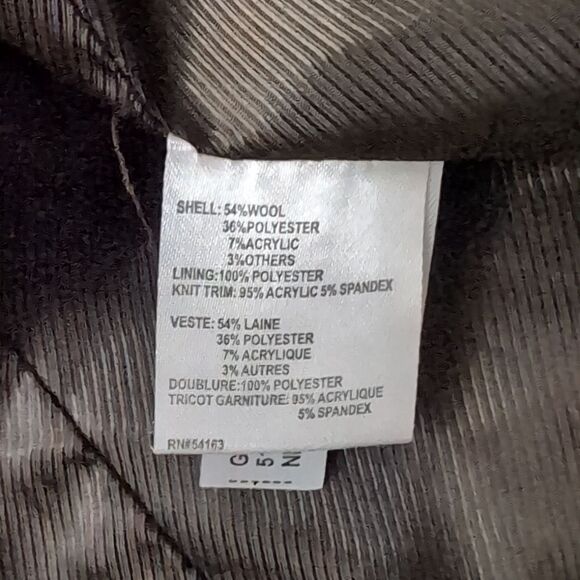 SHELL: 54%WOOL
36%POLYESTER
7%ACRYLIC
3%OTHERS
LINING:100% POLYESTER
KNIT TRIM: 95% ACRYLIC 5% SPANDEX
VESTE: 54% LAINE
36% POLYESTER
7% ACRYLIQUE
3% AUTRES
DOUBLURE:100% POLYESTER
TRICOT GARNITURE: 95% ACRYLIQUE
5% SPANDEX
RN#54163